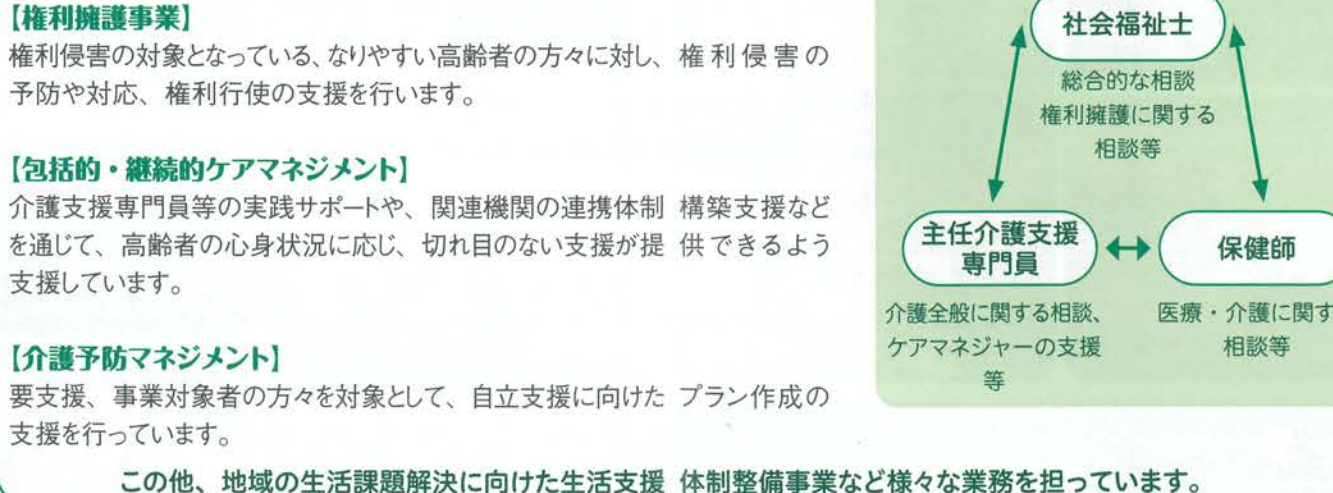 【権利擁護事業】
権利侵害の対象となっている、なりやすい高齢者の方々に対し、権利侵害の
予防や対応、権利行使の支援を行います。
【包括的・継続的ケアマネジメント】
介護支援専門員等の実践サポートや、関連機関の連携体制構築支援など
を通じて、高齢者の心身状況に応じ、切れ目のない支援が提供できるよう
支援しています。
【介護予防マネジメント】
要支援、事業対象者の方々を対象として、自立支援に向けたプラン作成の
支援を行っています。
社会福祉士
総合的な相談
権利擁護に関する
相談等
主任介護支援
専門員
介護全般に関する相談、
ケアマネジャーの支援
等
保健師
医療・介護に関す
相談等
この他、地域の生活課題解決に向けた生活支援体制整備事業など様々な業務を担っています。